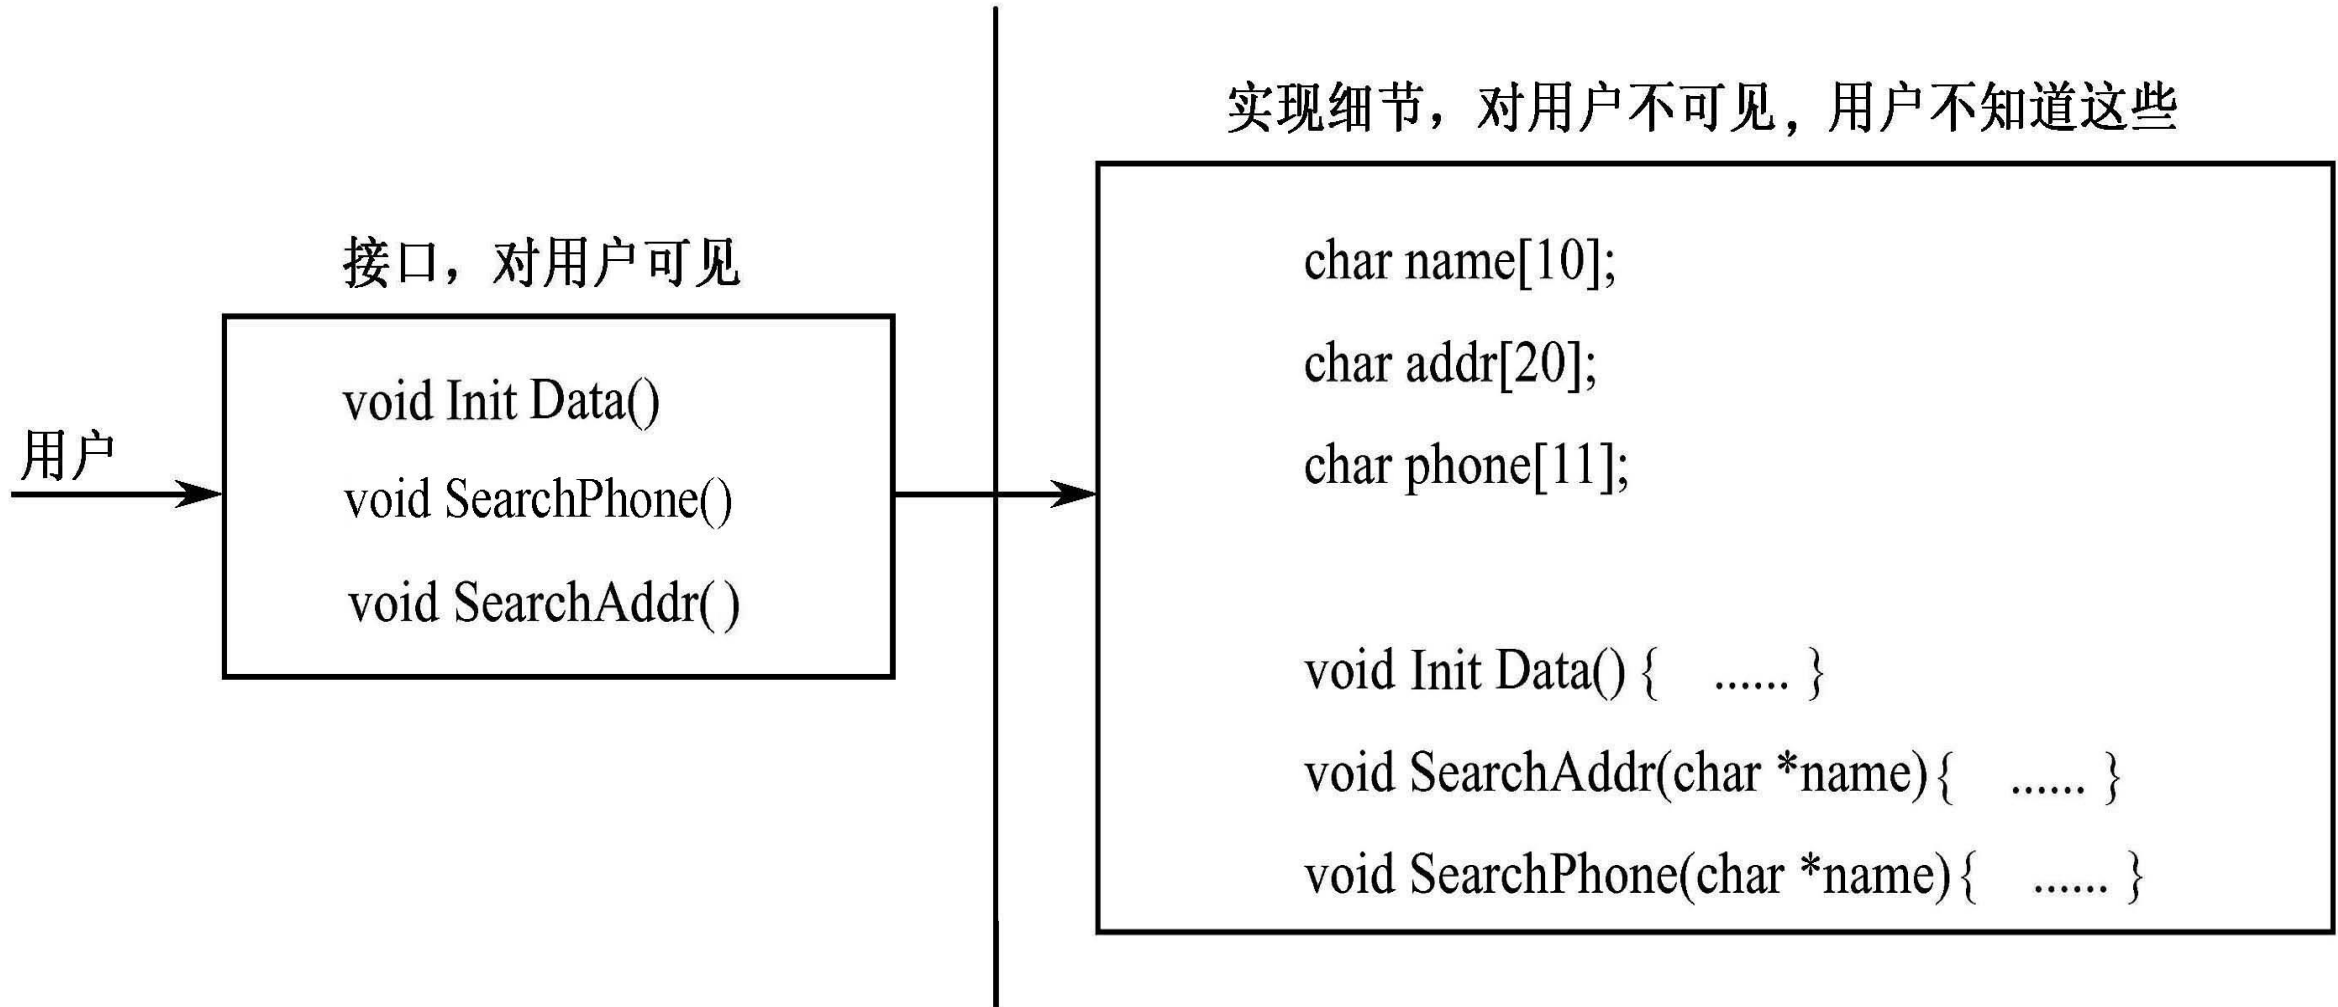 用户
接口，对用户可见
void Init Data()
void SearchPhone()
void SearchAddr( )
实现细节，对用户不可见，用户不知道这些
char name[10];
char addr[20];
char phone[11];
void Init Data() { ...... }
void SearchAddr(char *name) { ...... }
void SearchPhone(char *name) { ...... }